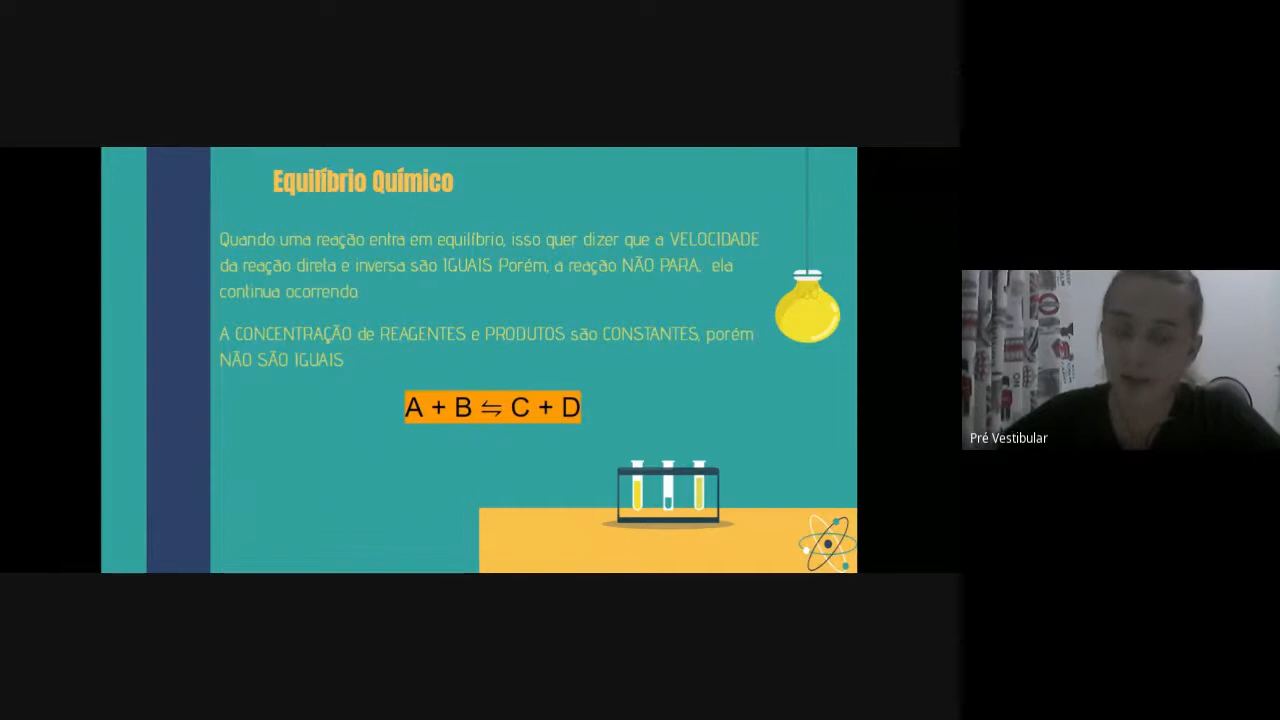 Equilíbrio Químico
Quando uma reação entra em equilíbrio, isso quer dizer que a VELOCIDADE
da reação direta e inversa são IGUAIS Porém, a reação NÃO PARA, ela
continua ocorrendo
A CONCENTRAÇÃO de REAGENTES e PRODUTOS são CONSTANTES, porém
NÃO SÃO IGUAIS
A + B ⇋ C + D
Pré Vestibular